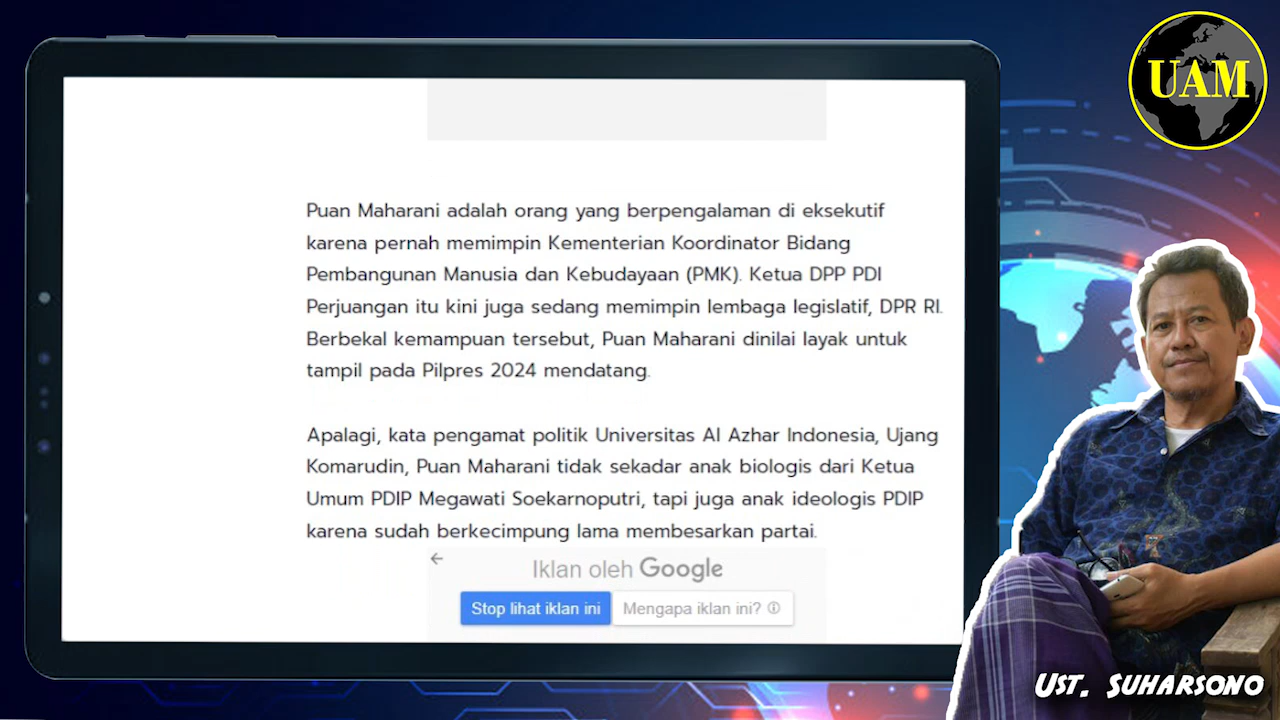 UAM
Puan Maharani adalah orang yang berpengalaman di eksekutif
karena pernah memimpin Kementerian Koordinator Bidang
Pembangunan Manusia dan Kebudayaan (PMK). Ketua DPP PDI
Perjuangan itu kini juga sedang memimpin lembaga legislatif, DPR RI.
Berbekal kemampuan tersebut, Puan Maharani dinilai layak untuk
tampil pada Pilpres 2024 mendatang.
Apalagi, kata pengamat politik Universitas Al Azhar Indonesia, Ujang
Komarudin, Puan Maharani tidak sekadar anak biologis dari Ketua
Umum PDIP Megawati Soekarnoputri, tapi juga anak ideologis PDIP
karena sudah berkecimpung lama membesarkan partai.
Iklan oleh Google
Stop lihat iklan ini
Mengapa iklan ini?
UST. SUHARSONO